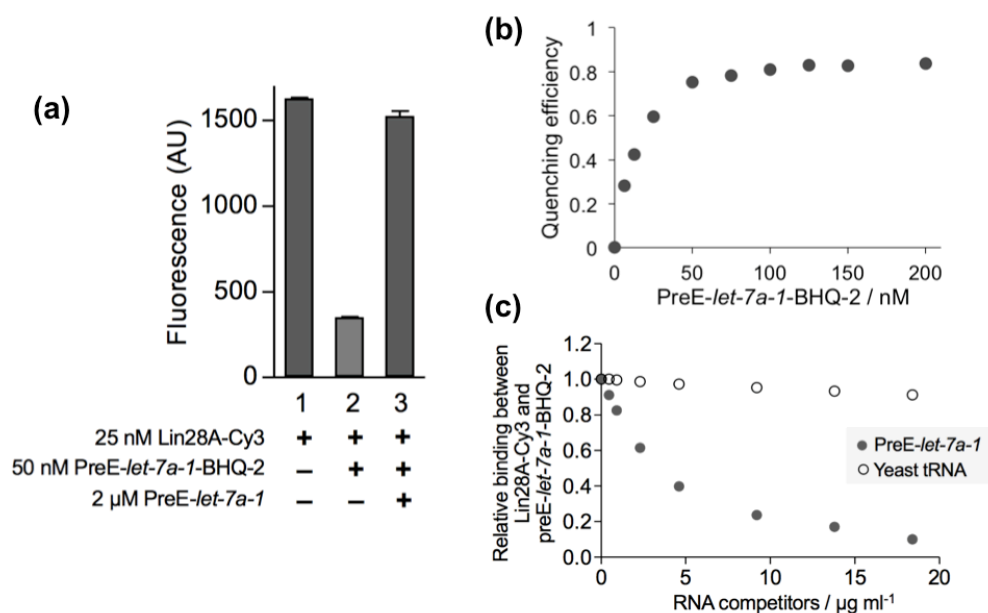 (a)
Fluorescence (AU)
1500
1000
500
0
1 2 3
25 nM Lin28A-Cy3 + + +
50 nM PreE-let-7a-1-BHQ-2 – + +
2 μM PreE-let-7a-1 – – +
(b)
Quenching efficiency
1
0.8
0.6
0.4
0.2
0
0 50 100 150 200
PreE-let-7a-1-BHQ-2 / nM
(c)
Relative binding between
Lin28A-Cy3 and
preE-let-7a-1-BHQ-2
1.2
1.0
0.8
0.6
0.4
0.2
0.0
PreE-let-7a-1
Yeast tRNA
0 5 10 15 20
RNA competitors / μg ml-1